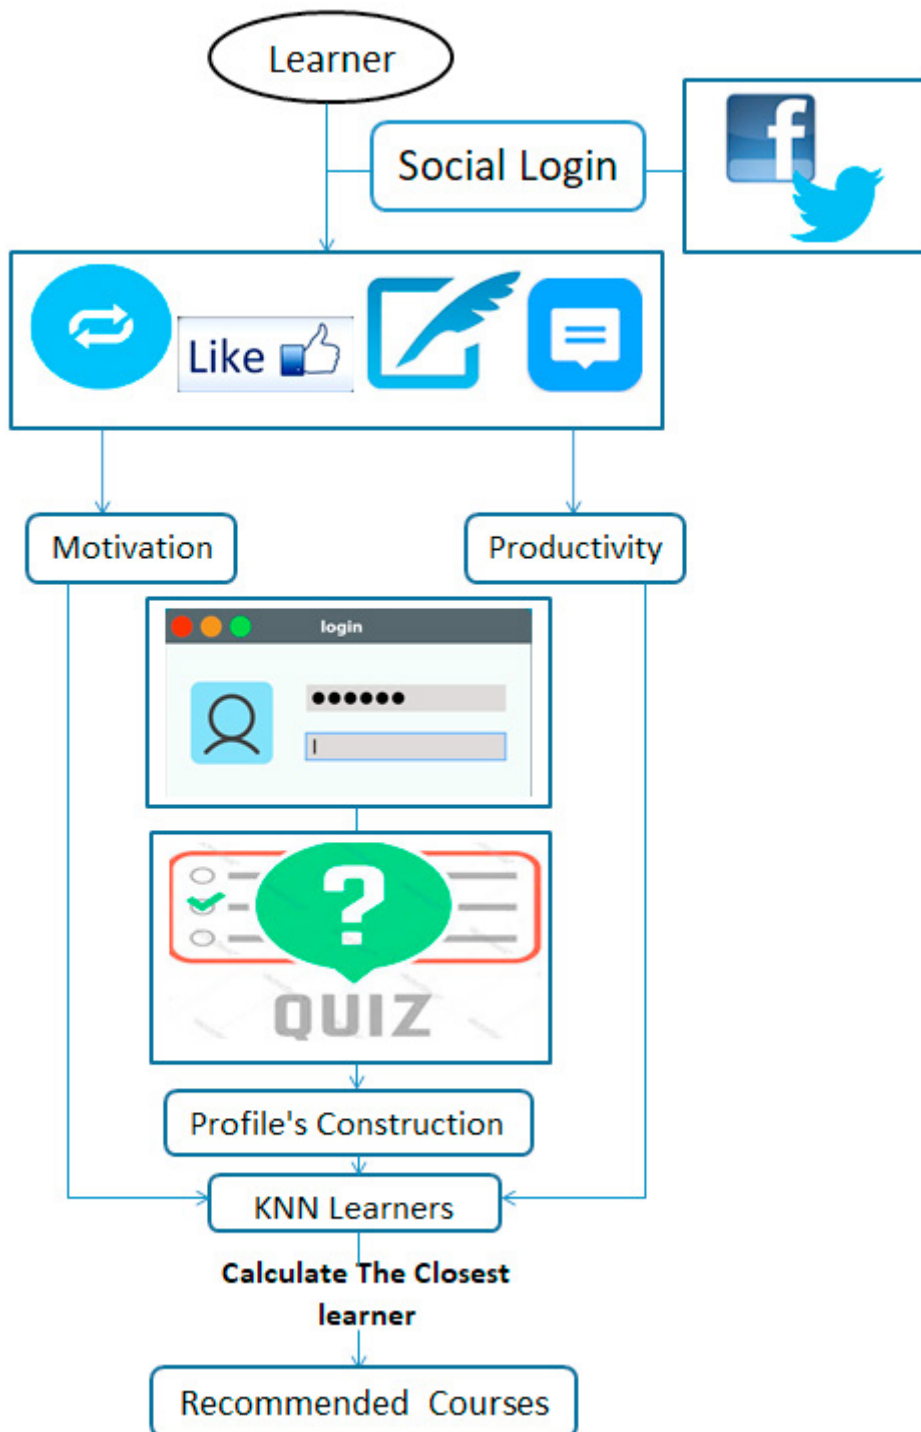 Learner
Social Login
f
Like
Motivation
Productivity
login
?
QUIZ
Profile's Construction
KNN Learners
Calculate The Closest
learner
Recommended Courses